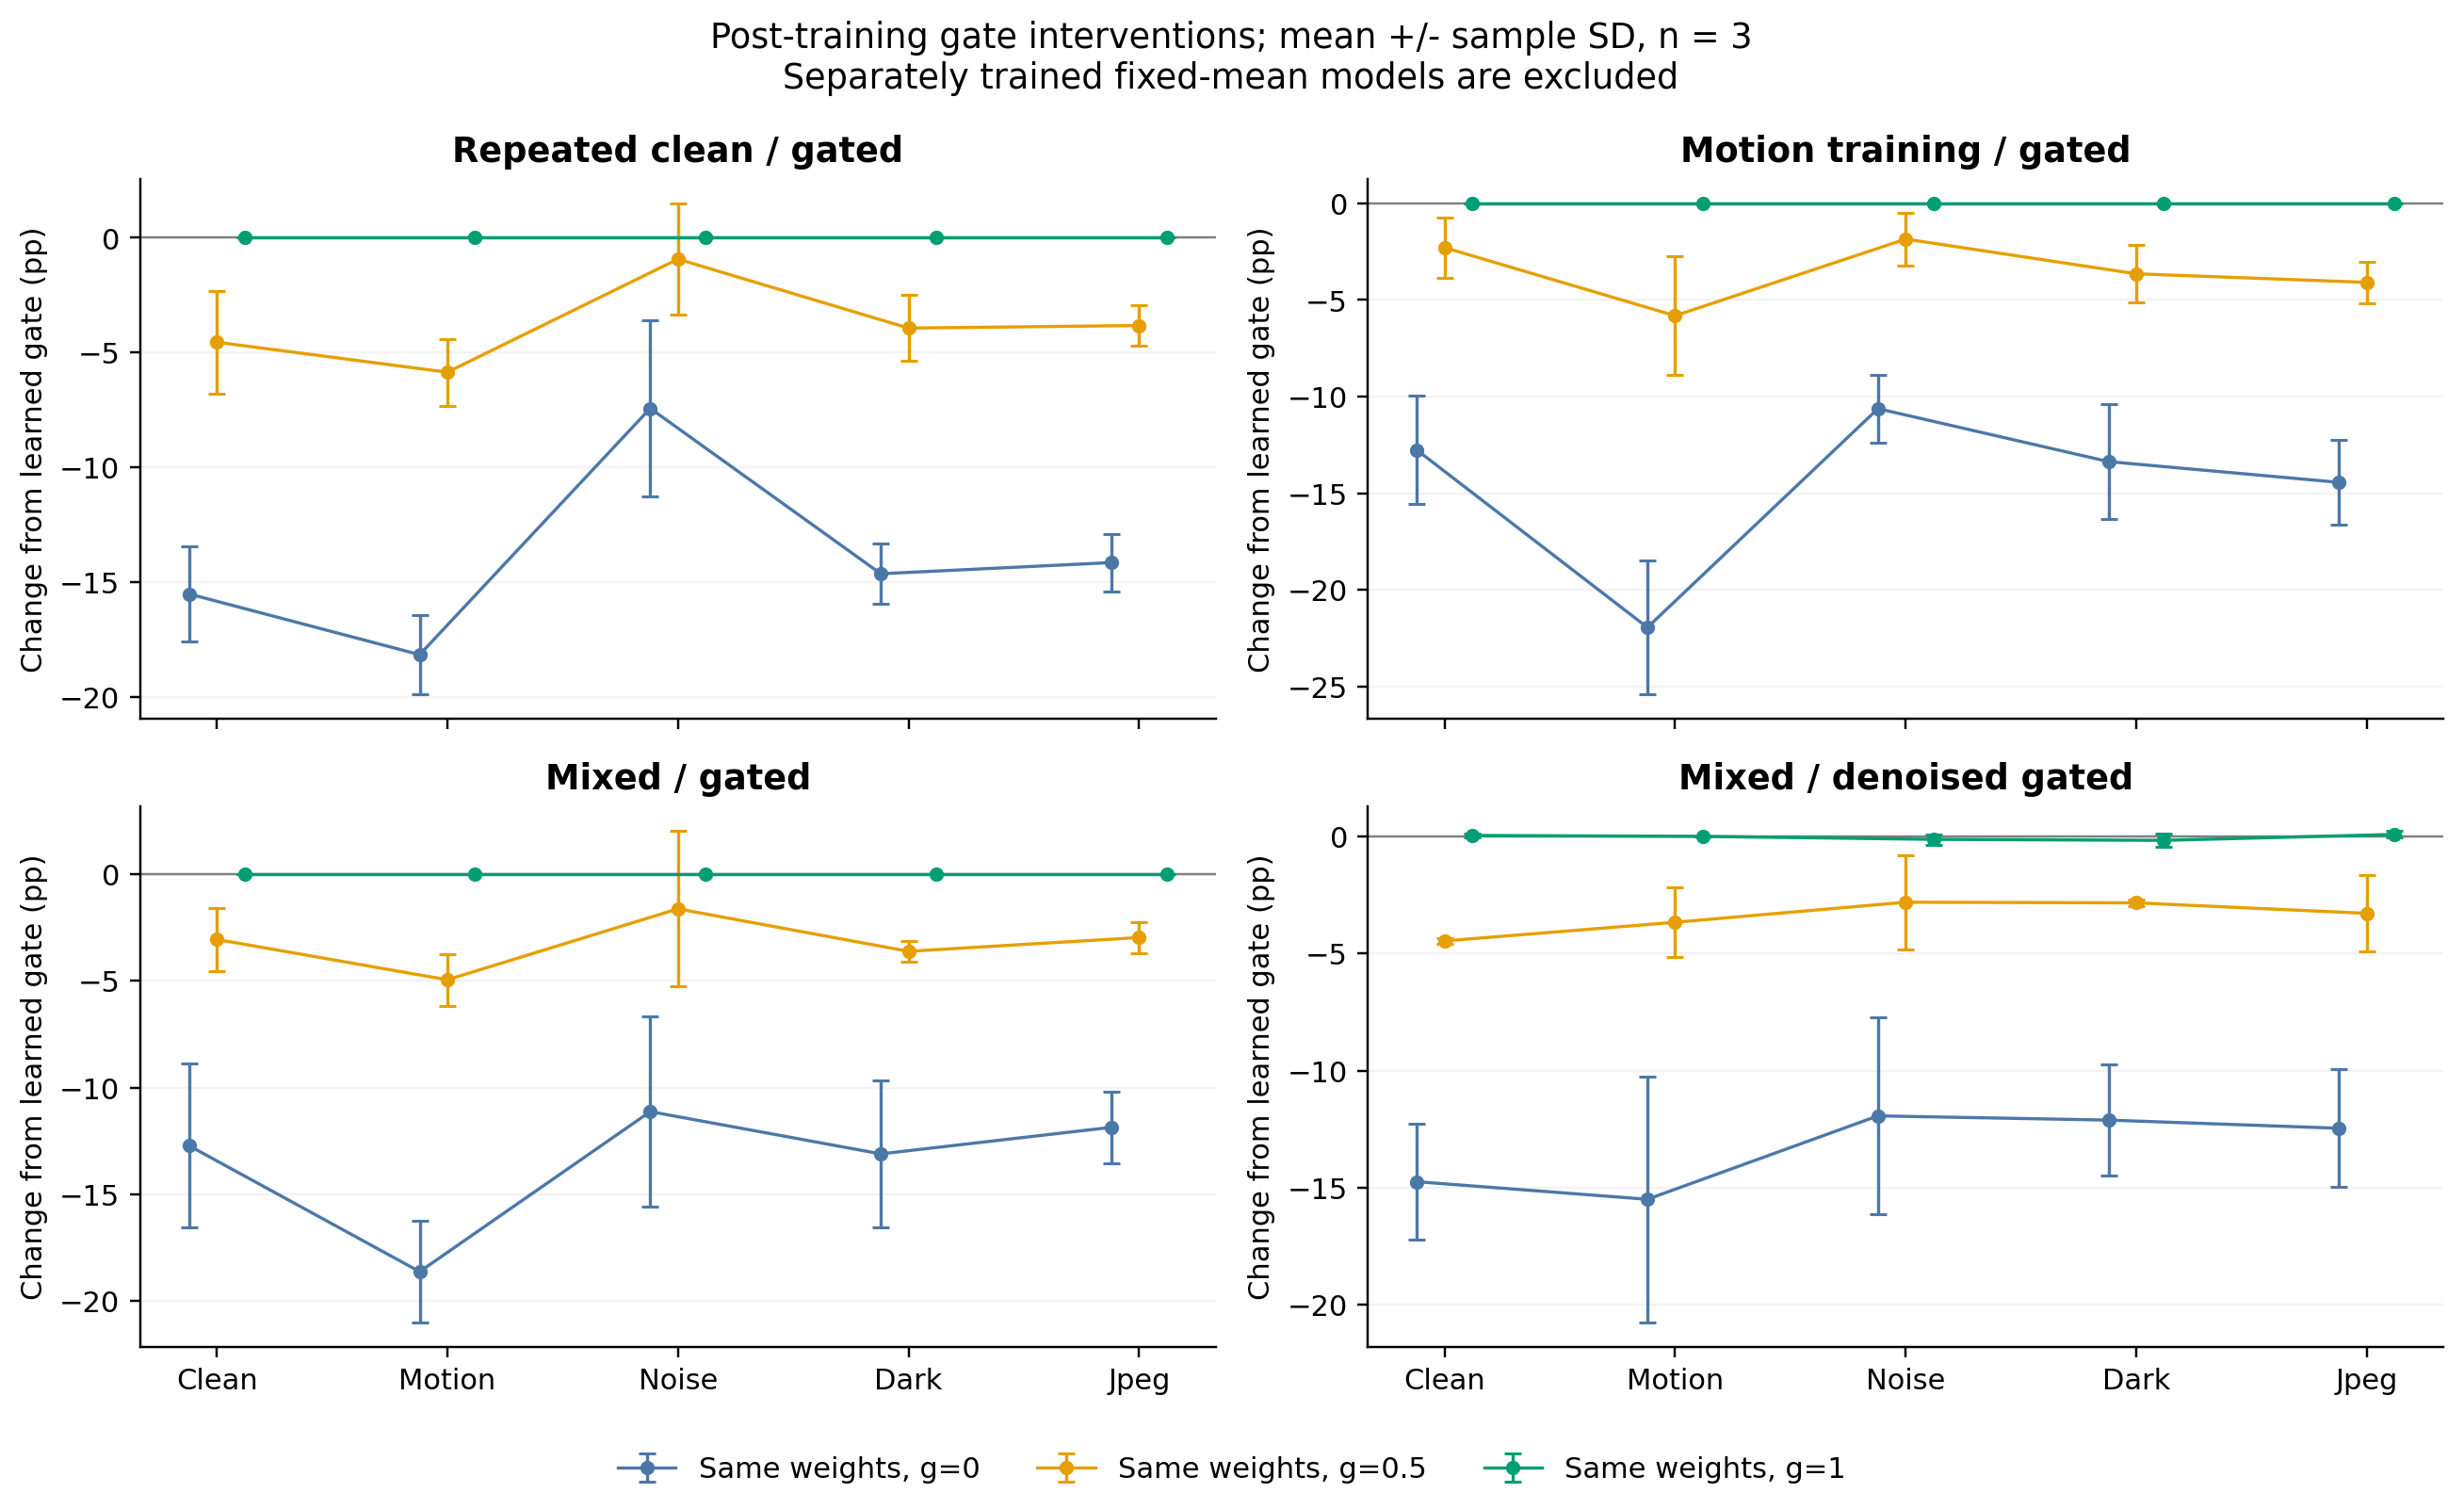 Post-training gate interventions; mean +/- sample SD, n = 3
Separately trained fixed-mean models are excluded
Repeated clean / gated
Change from learned gate (pp)
0
−5
−10
−15
−20
Motion training / gated
Change from learned gate (pp)
0
−5
−10
−15
−20
−25
Mixed / gated
Change from learned gate (pp)
0
−5
−10
−15
−20
Clean Motion Noise Dark Jpeg
Mixed / denoised gated
Change from learned gate (pp)
0
−5
−10
−15
−20
Clean Motion Noise Dark Jpeg
Same weights, g=0 Same weights, g=0.5 Same weights, g=1